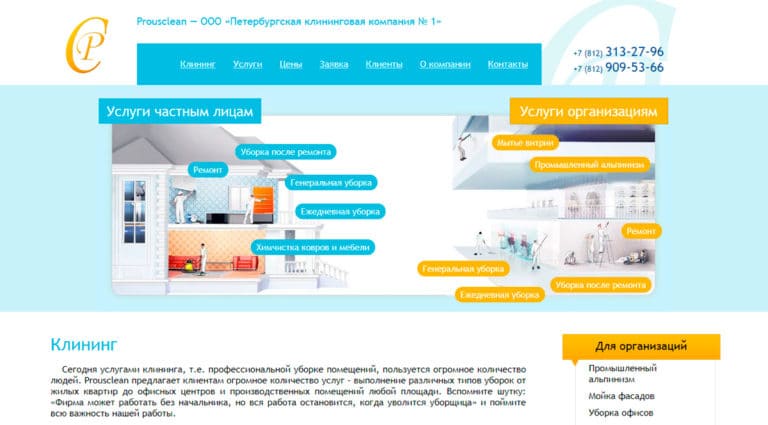 CP
Prousclean — ООО «Петербургская клининговая компания № 1»
Клининг Услуги Цены Заявка Клиенты О компании Контакты
+7 (812) 313-27-96
+7 (812) 909-53-66
Услуги частным лицам
Услуги организациям
Уборка после ремонта
Ремонт
Генеральная уборка
Ежедневная уборка
Химчистка ковров и мебели
Мытье витрин
Промышленный альпинизм
Ремонт
Генеральная уборка
Уборка после ремонта
Ежедневная уборка
Клининг
Сегодня услугами клининга, т.е. профессиональной уборке помещений, пользуется огромное количество
людей. Prousclean предлагает клиентам огромное количество услуг - выполнение различных типов уборок от
жилых квартир до офисных центров и производственных помещений любой площади. Вспомните шутку:
«Фирма может работать без начальника, но вся работа остановится, когда уволится уборщица» и поймите
всю важность нашей работы.
Для организаций
Промышленный
альпинизм
Мойка фасадов
Уборка офисов